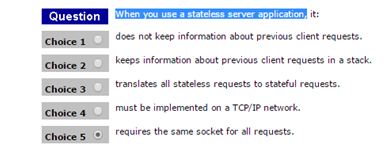 Question When you use a stateless server application, it:
Choice 1 does not keep information about previous client requests.
Choice 2 keeps information about previous client requests in a stack.
Choice 3 translates all stateless requests to stateful requests.
Choice 4 must be implemented on a TCP/IP network.
Choice 5 requires the same socket for all requests.